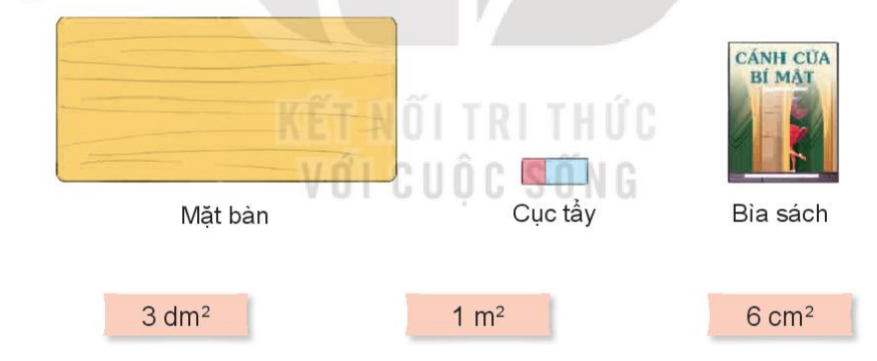 CÁNH CỬA
BÍ MẬT
KẾT NỐI TRI THỨC
VỚI CUỘC SỐNG
Mặt bàn
Cục tẩy
Bìa sách
3 dm²
1 m²
6 cm²